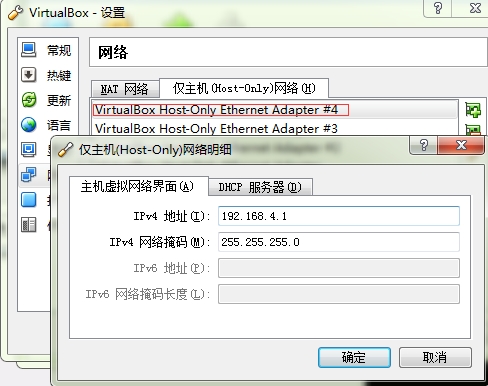 VirtualBox - 设置
常规
热键
更新
语言
网络
NAT 网络
仅主机(Host-Only)网络(H)
VirtualBox Host-Only Ethernet Adapter #4
VirtualBox Host-Only Ethernet Adapter #3
仅主机(Host-Only)网络明细
主机虚拟网络界面(A)
DHCP 服务器(D)
IPv4 地址(I):
192.168.4.1
IPv4 网络掩码(M):
255.255.255.0
IPv6 地址(P):
IPv6 网络掩码长度(L):
确定
取消